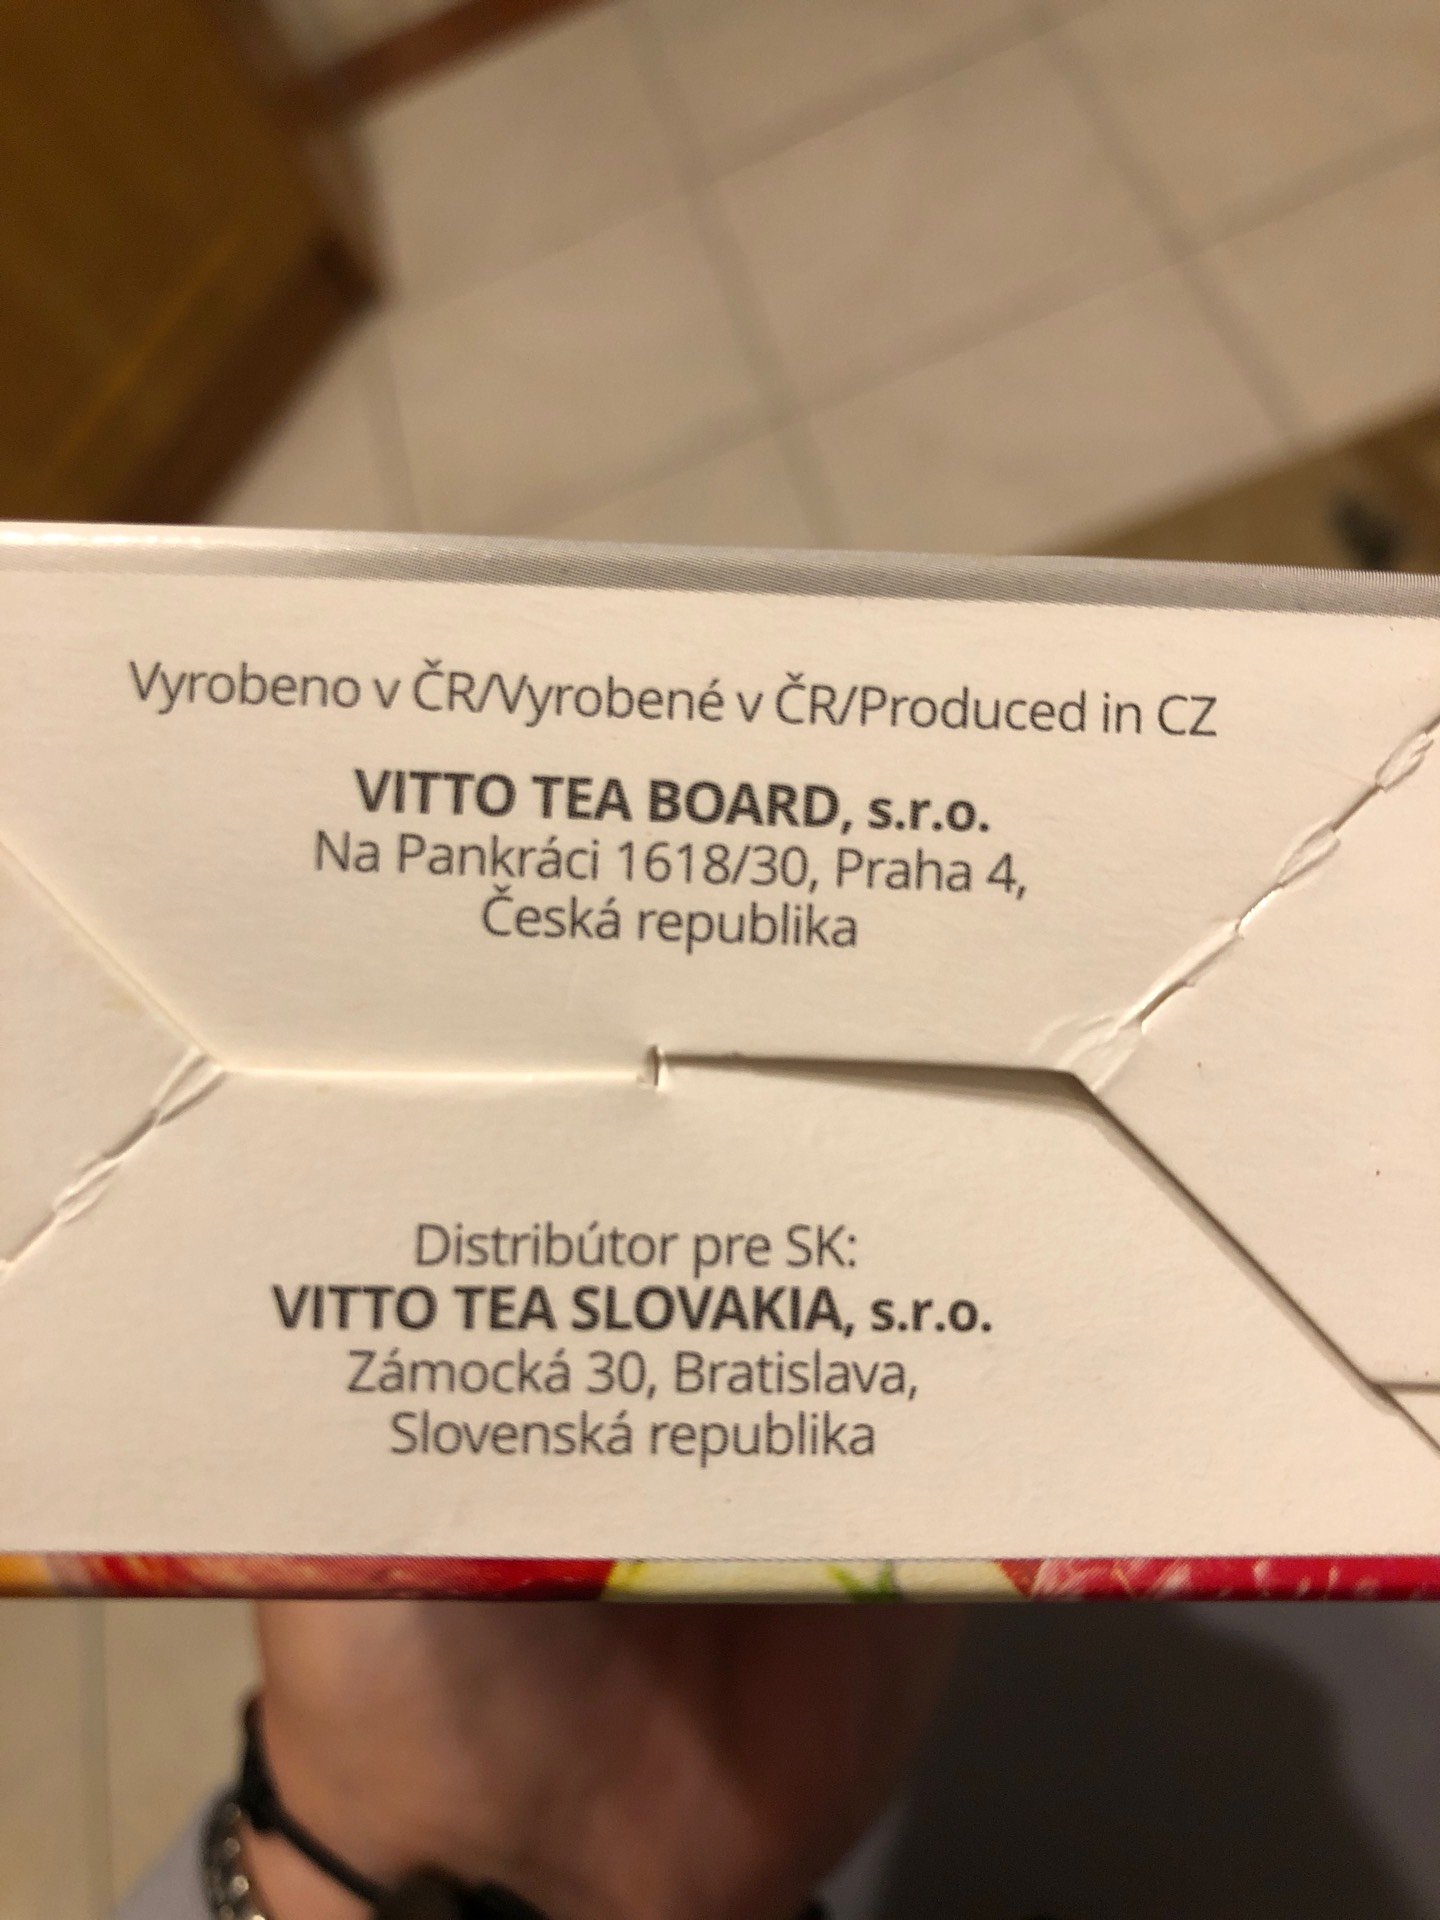 Vyrobeno v ČR/Vyrobené v ČR/Produced in CZ
VITTO TEA BOARD, s.r.o.
Na Pankráci 1618/30, Praha 4,
Česká republika
Distribútor pre SK:
VITTO TEA SLOVAKIA, s.r.o.
Zámocká 30, Bratislava,
Slovenská republika